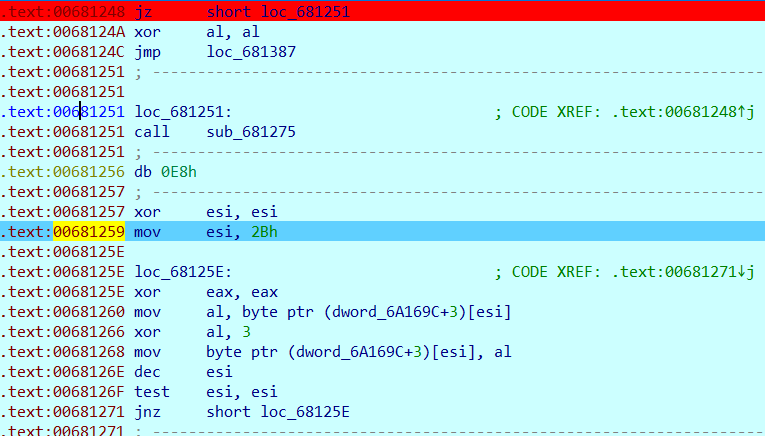 .text:00681248 jz short loc_681251
.text:0068124A xor al, al
.text:0068124C jmp loc_681387
.text:00681251 ; ---------------------------------------------------------------------------
.text:00681251
.text:00681251 loc_681251: ; CODE XREF: .text:00681248↑j
.text:00681251 call sub_681275
.text:00681251 ; ---------------------------------------------------------------------------
.text:00681256 db 0E8h
.text:00681257 ; ---------------------------------------------------------------------------
.text:00681257 xor esi, esi
.text:00681259 mov esi, 2Bh
.text:0068125E
.text:0068125E loc_68125E: ; CODE XREF: .text:00681271↓j
.text:0068125E xor eax, eax
.text:00681260 mov al, byte ptr (dword_6A169C+3)[esi]
.text:00681266 xor al, 3
.text:00681268 mov byte ptr (dword_6A169C+3)[esi], al
.text:0068126E dec esi
.text:0068126F test esi, esi
.text:00681271 jnz short loc_68125E
.text:00681271 ; ---------------------------------------------------------------------------